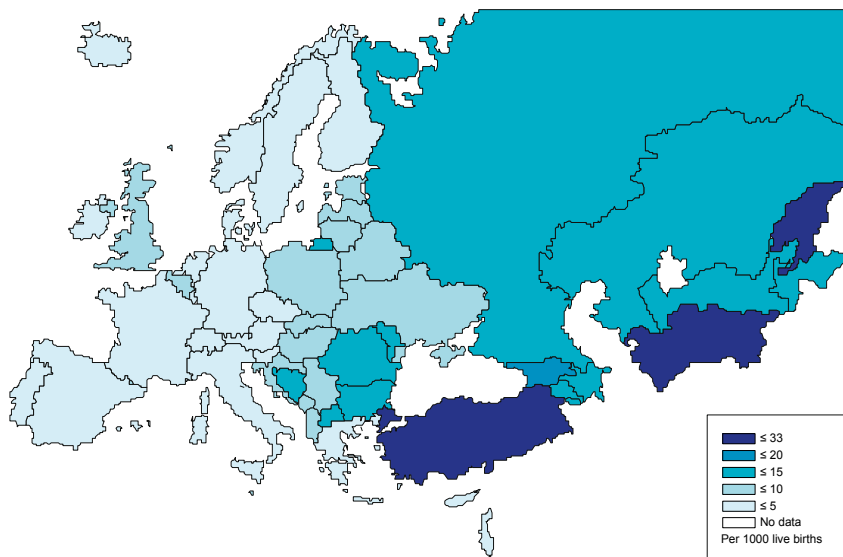 ≤ 33
≤ 20
≤ 15
≤ 10
≤ 5
No data
Per 1000 live births